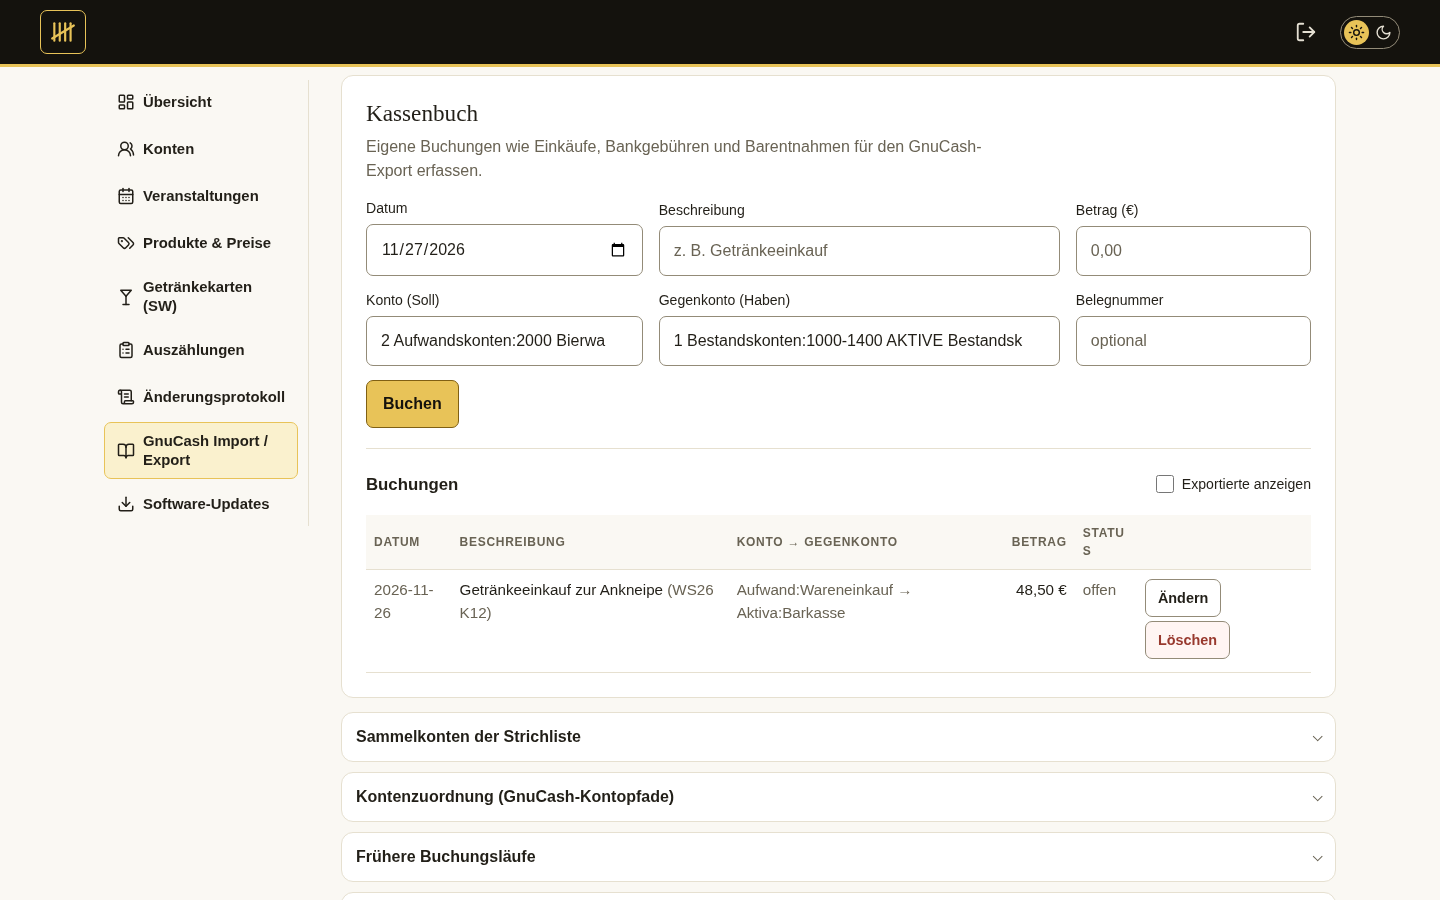 Übersicht
Konten
Veranstaltungen
Produkte & Preise
Getränkekarten
(SW)
Auszählungen
Änderungsprotokoll
GnuCash Import /
Export
Software-Updates
Kassenbuch
Eigene Buchungen wie Einkäufe, Bankgebühren und Barentnahmen für den GnuCash-
Export erfassen.
Datum Beschreibung Betrag (€)
11/27/2026 z. B. Getränkeeinkauf 0,00
Konto (Soll) Gegenkonto (Haben) Belegnummer
2 Aufwandskonten:2000 Bierwa 1 Bestandskonten:1000-1400 AKTIVE Bestandsk optional
Buchen
Buchungen Exportierte anzeigen
DATUM BESCHREIBUNG KONTO → GEGENKONTO BETRAG STATU
S
2026-11- Getränkeeinkauf zur Ankneipe (WS26 Aufwand:Wareneinkauf → 48,50 € offen Ändern
26 K12) Aktiva:Barkasse
Löschen
Sammelkonten der Strichliste
Kontenzuordnung (GnuCash-Kontopfade)
Frühere Buchungsläufe